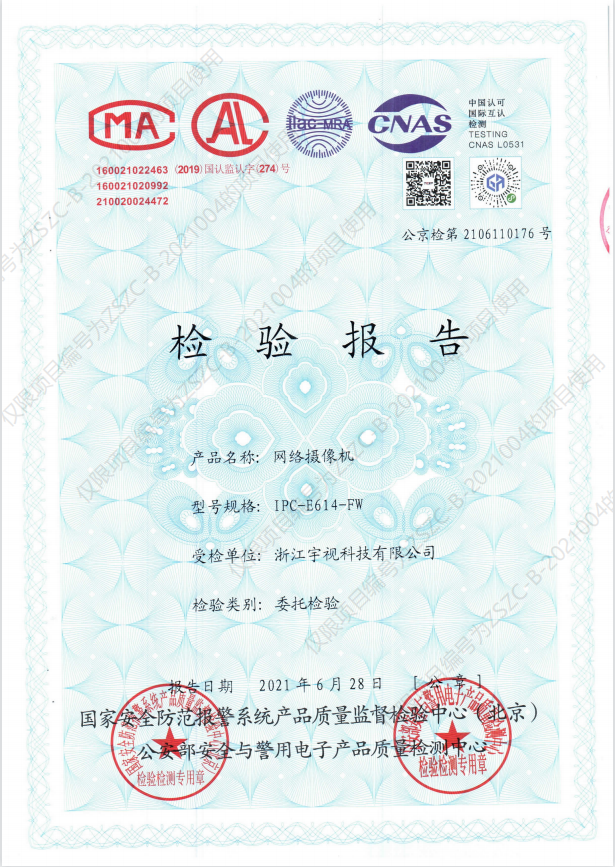 MA
AL
ilac-MRA
CNAS
中国认可
国际互认
检测
TESTING
CNAS L0531
160021022463 (2019)国认监认字(274)号
160021020992
210020024472
公京检第 2106110176 号
检验报告
产品名称: 网络摄像机
型号规格: IPC-E614-FW
受检单位: 浙江宇视科技有限公司
检验类别: 委托检验
报告日期 2021 年 6 月 28 日 [公章]
国家安全防范报警系统产品质量监督检验中心（北京）
公安部安全与警用电子产品质量检测中心
检验检测专用章
检验检测专用章
仅限项目编号为ZSZC-B-2021004的项目使用